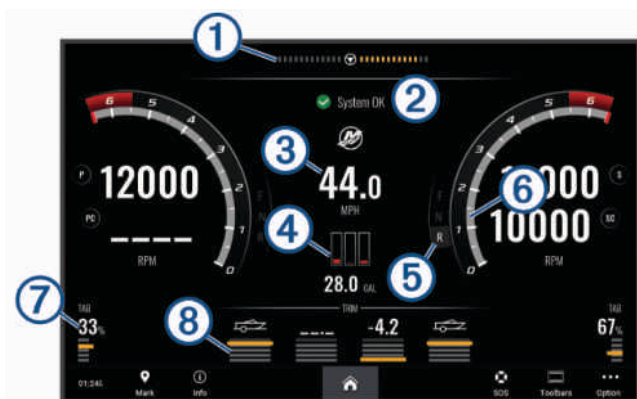 1
2
System OK
3
44.0
MPH
4
28.0 GAL
5
6
7
8
6 5 4 3 2 1 0
P
12000
PC
----
RPM
F
N
R
6 5 4 3 2 1 0
S
000
SC
10000
RPM
F
N
R
TRIM
TAB
33%
---.-
-4.2
TAB
67%
Mark
Info
SOS
Toolbars
Option